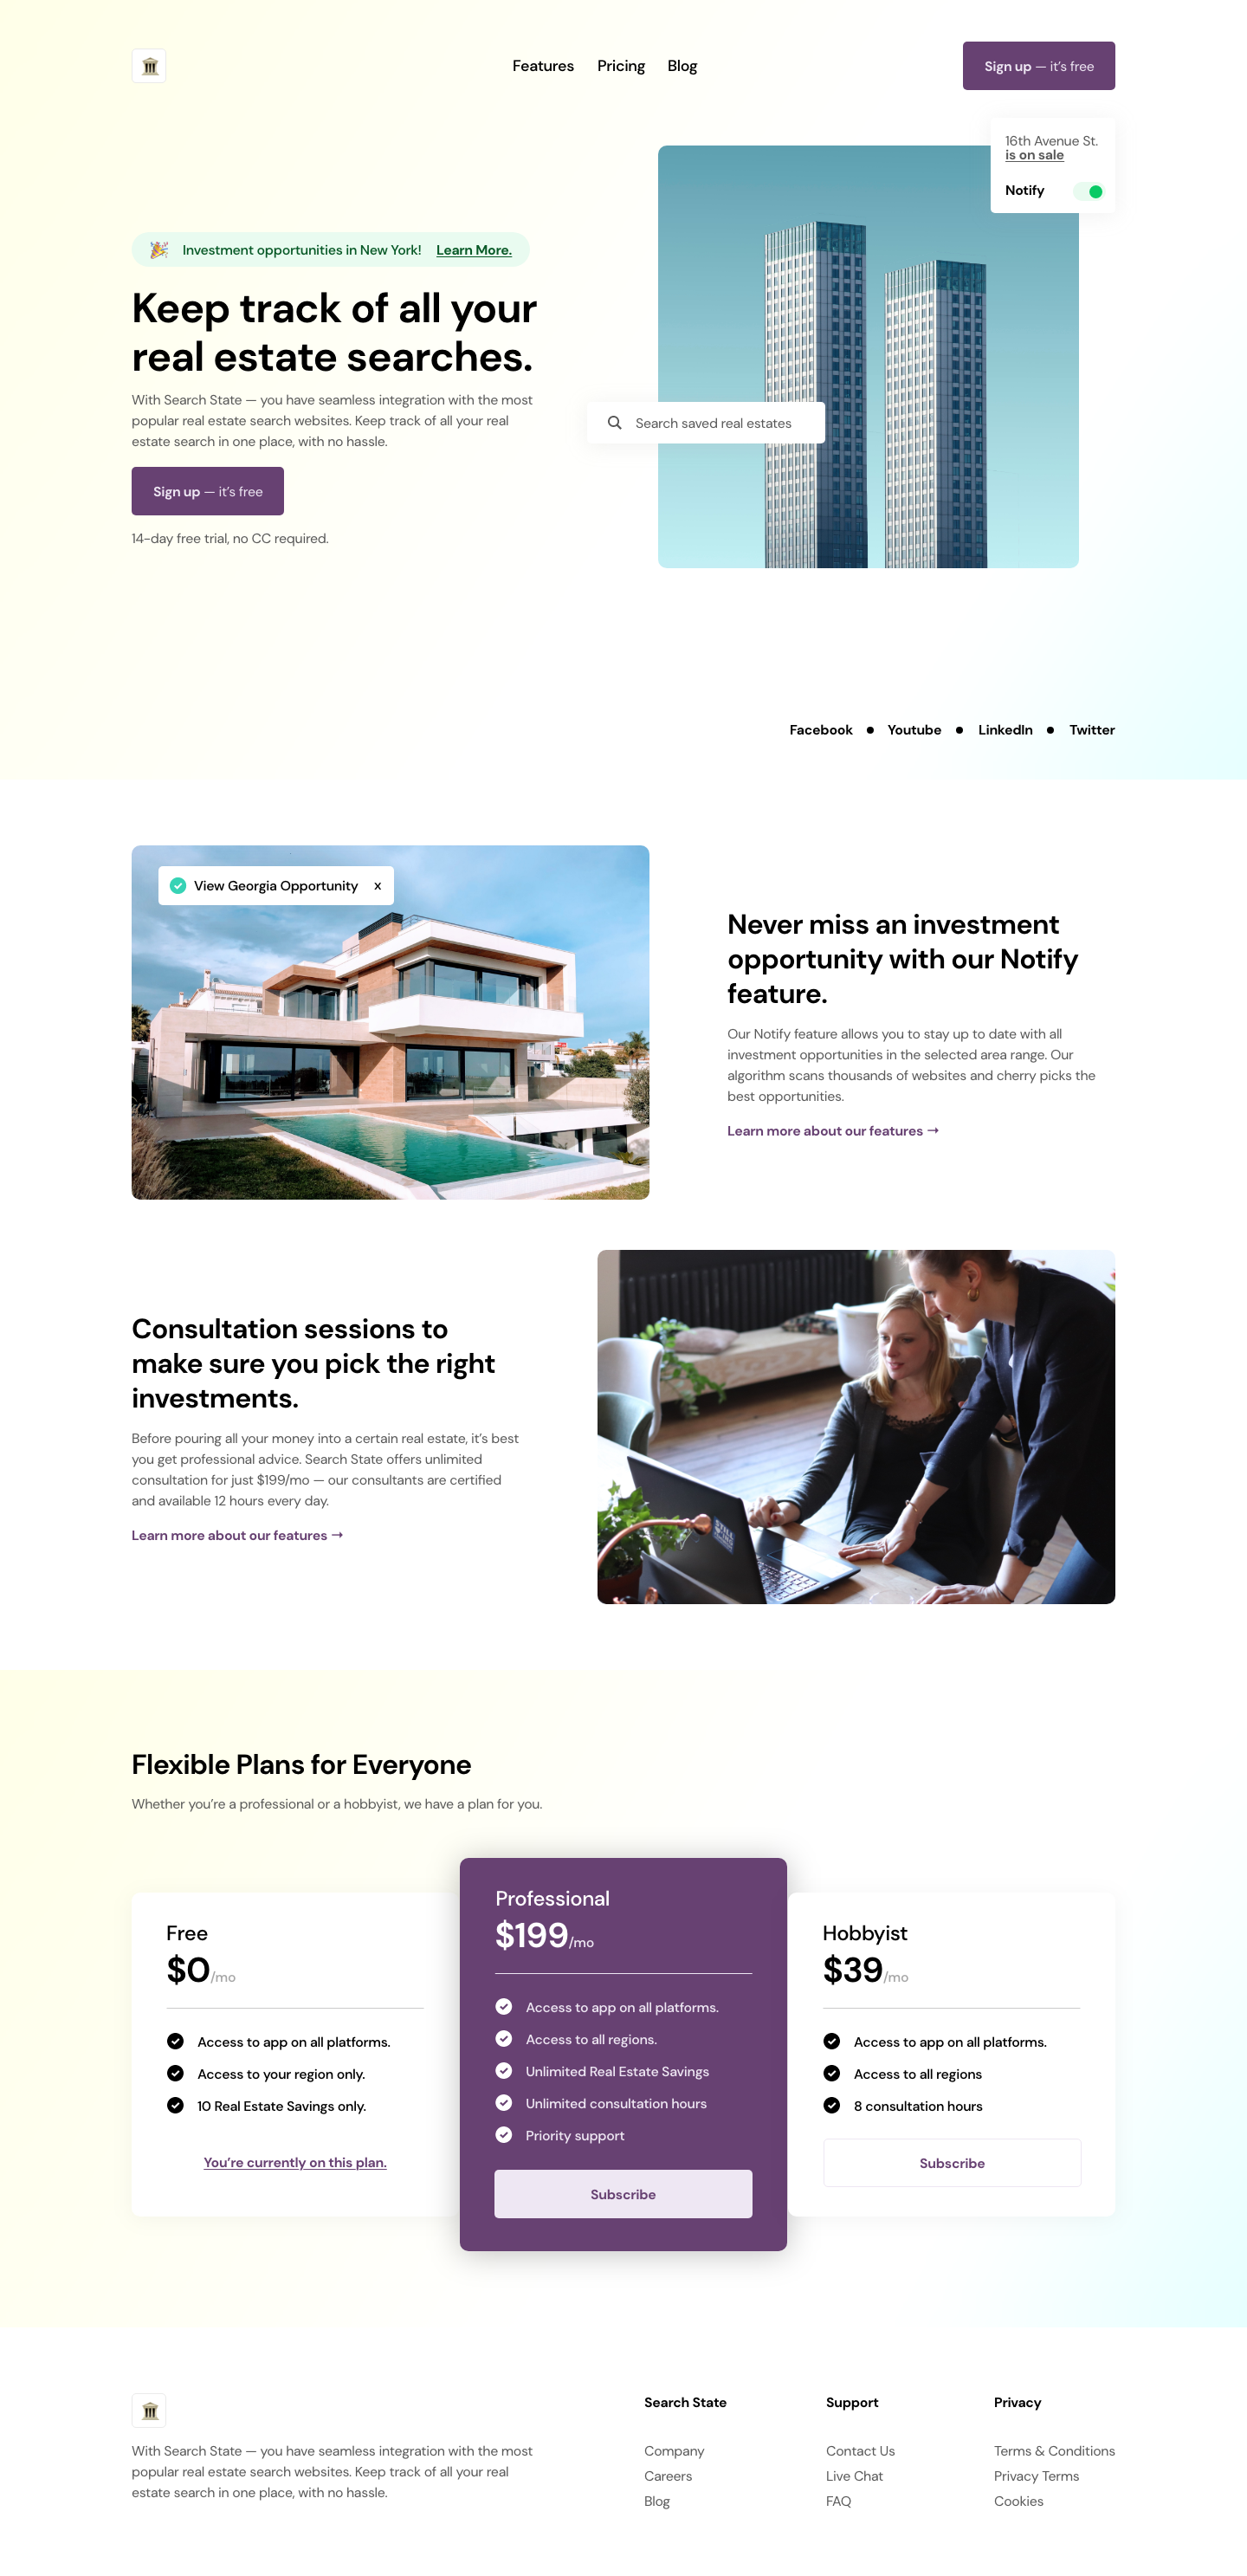 Features Pricing Blog
Sign up — it’s free
16th Avenue St.
is on sale
Notify
Investment opportunities in New York! Learn More.
Keep track of all your
real estate searches.
With Search State — you have seamless integration with the most
popular real estate search websites. Keep track of all your real
estate search in one place, with no hassle.
Search saved real estates
Sign up — it’s free
14-day free trial, no CC required.
Facebook Youtube LinkedIn Twitter
View Georgia Opportunity x
Never miss an investment
opportunity with our Notify
feature.
Our Notify feature allows you to stay up to date with all
investment opportunities in the selected area range. Our
algorithm scans thousands of websites and cherry picks the
best opportunities.
Learn more about our features →
Consultation sessions to
make sure you pick the right
investments.
Before pouring all your money into a certain real estate, it’s best
you get professional advice. Search State offers unlimited
consultation for just $199/mo — our consultants are certified
and available 12 hours every day.
Learn more about our features →
Flexible Plans for Everyone
Whether you’re a professional or a hobbyist, we have a plan for you.
Free
$0/mo
Access to app on all platforms.
Access to your region only.
10 Real Estate Savings only.
You’re currently on this plan.
Professional
$199/mo
Access to app on all platforms.
Access to all regions.
Unlimited Real Estate Savings
Unlimited consultation hours
Priority support
Subscribe
Hobbyist
$39/mo
Access to app on all platforms.
Access to all regions
8 consultation hours
Subscribe
With Search State — you have seamless integration with the most
popular real estate search websites. Keep track of all your real
estate search in one place, with no hassle.
Search State
Company
Careers
Blog
Support
Contact Us
Live Chat
FAQ
Privacy
Terms & Conditions
Privacy Terms
Cookies